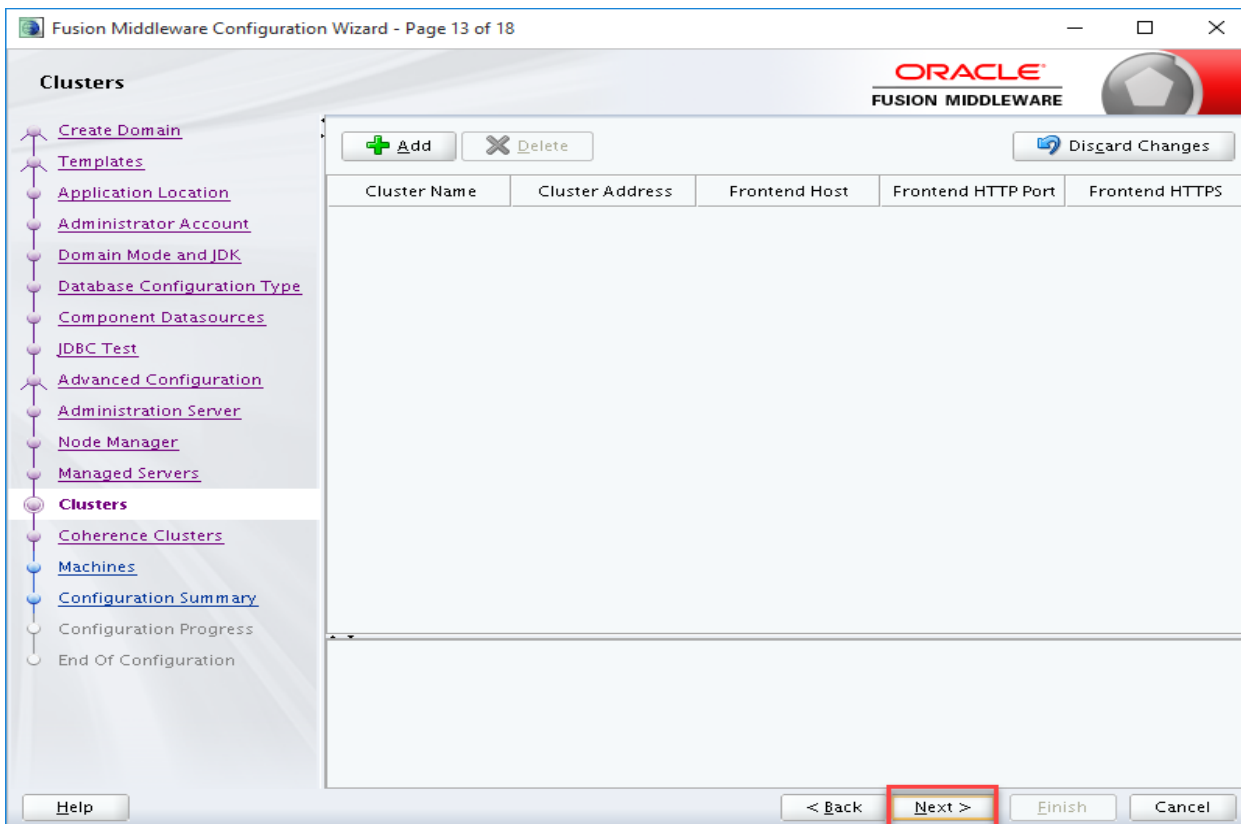 Fusion Middleware Configuration Wizard - Page 13 of 18
Clusters
ORACLE
FUSION MIDDLEWARE
Create Domain
Templates
Application Location
Administrator Account
Domain Mode and JDK
Database Configuration Type
Component Datasources
JDBC Test
Advanced Configuration
Administration Server
Node Manager
Managed Servers
Clusters
Coherence Clusters
Machines
Configuration Summary
Configuration Progress
End Of Configuration
Add Delete Discard Changes
Cluster Name Cluster Address Frontend Host Frontend HTTP Port Frontend HTTPS
Help < Back Next > Finish Cancel